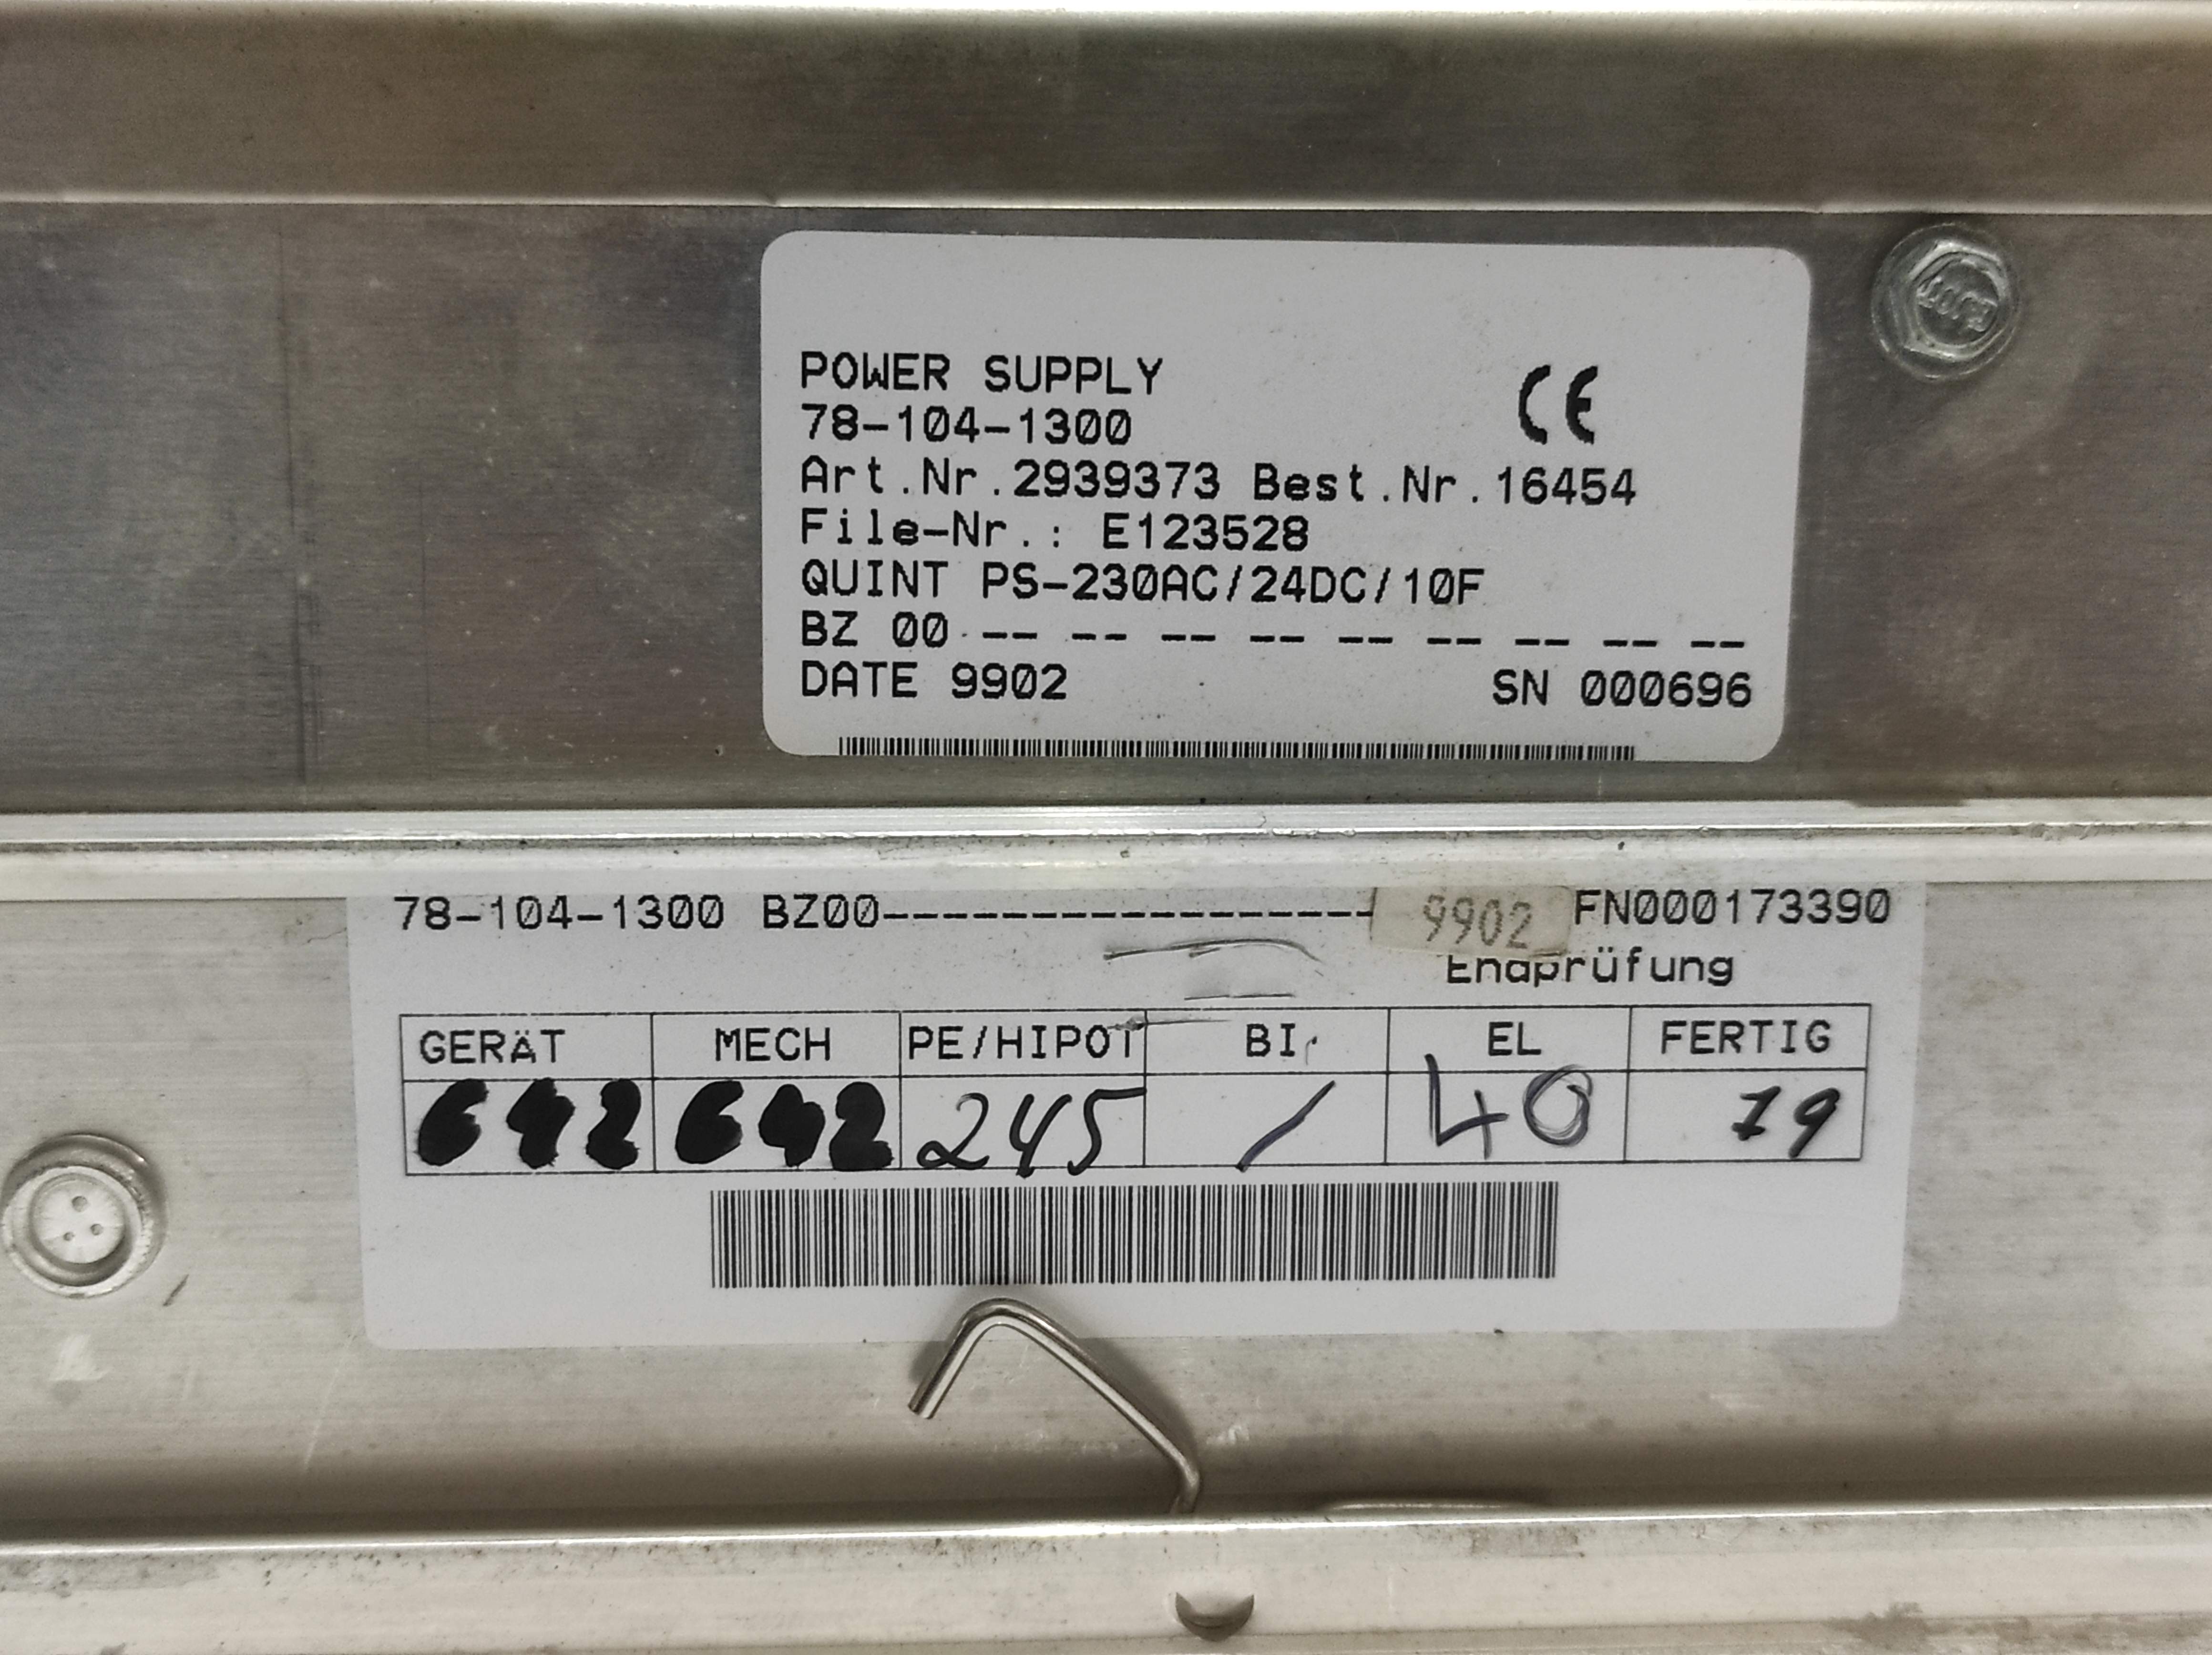 POWER SUPPLY
CE
78-104-1300
Art.Nr.2939373 Best.Nr.16454
File-Nr.: E123528
QUINT PS-230AC/24DC/10F
BZ 00 -- -- -- -- -- -- -- -- --
DATE 9902 SN 000696
78-104-1300 BZ00------------------ 9902 FN000173390
Endprüfung
GERÄT MECH PE/HIPOT BI EL FERTIG
642 642 245 / 40 79